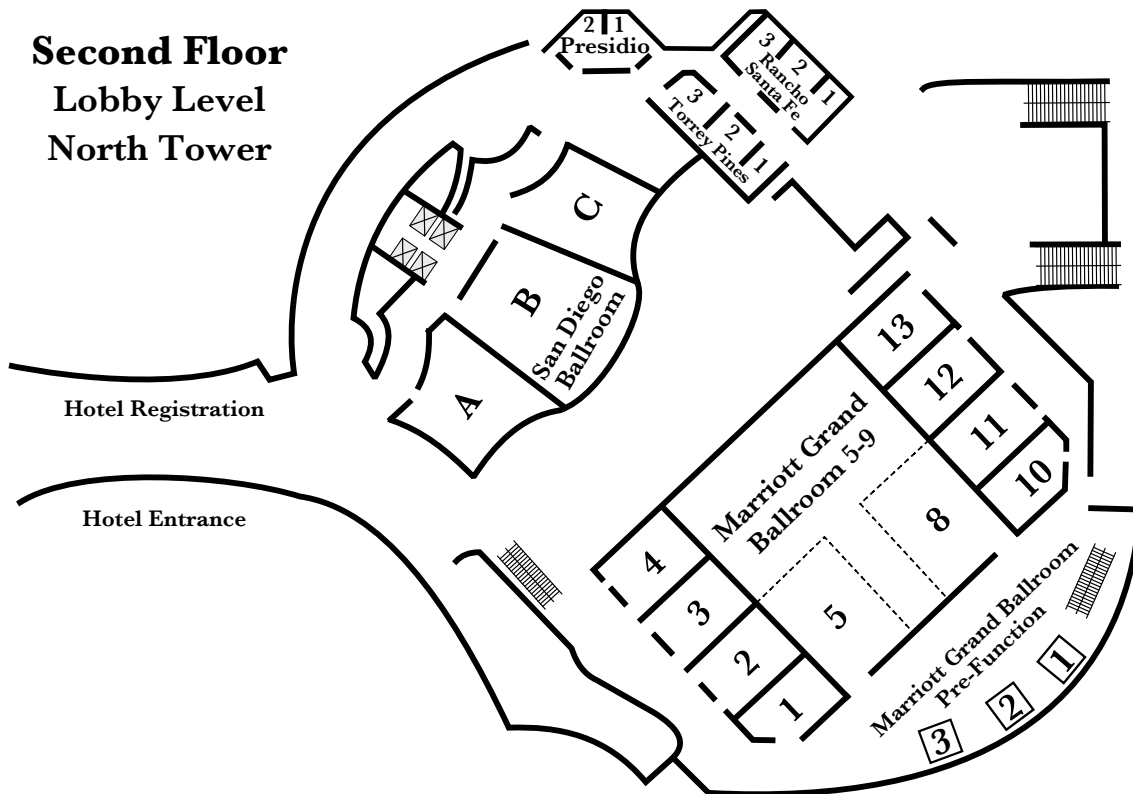 Second Floor
Lobby Level
North Tower
2 1
Presidio
3
2
1
Rancho
Santa Fe
3
2
1
Torrey Pines
C
B
A
San Diego
Ballroom
Hotel Registration
Hotel Entrance
13
12
11
10
Marriott Grand
Ballroom 5-9
8
5
4
3
2
1
Marriott Grand Ballroom
Pre-Function
1
2
3